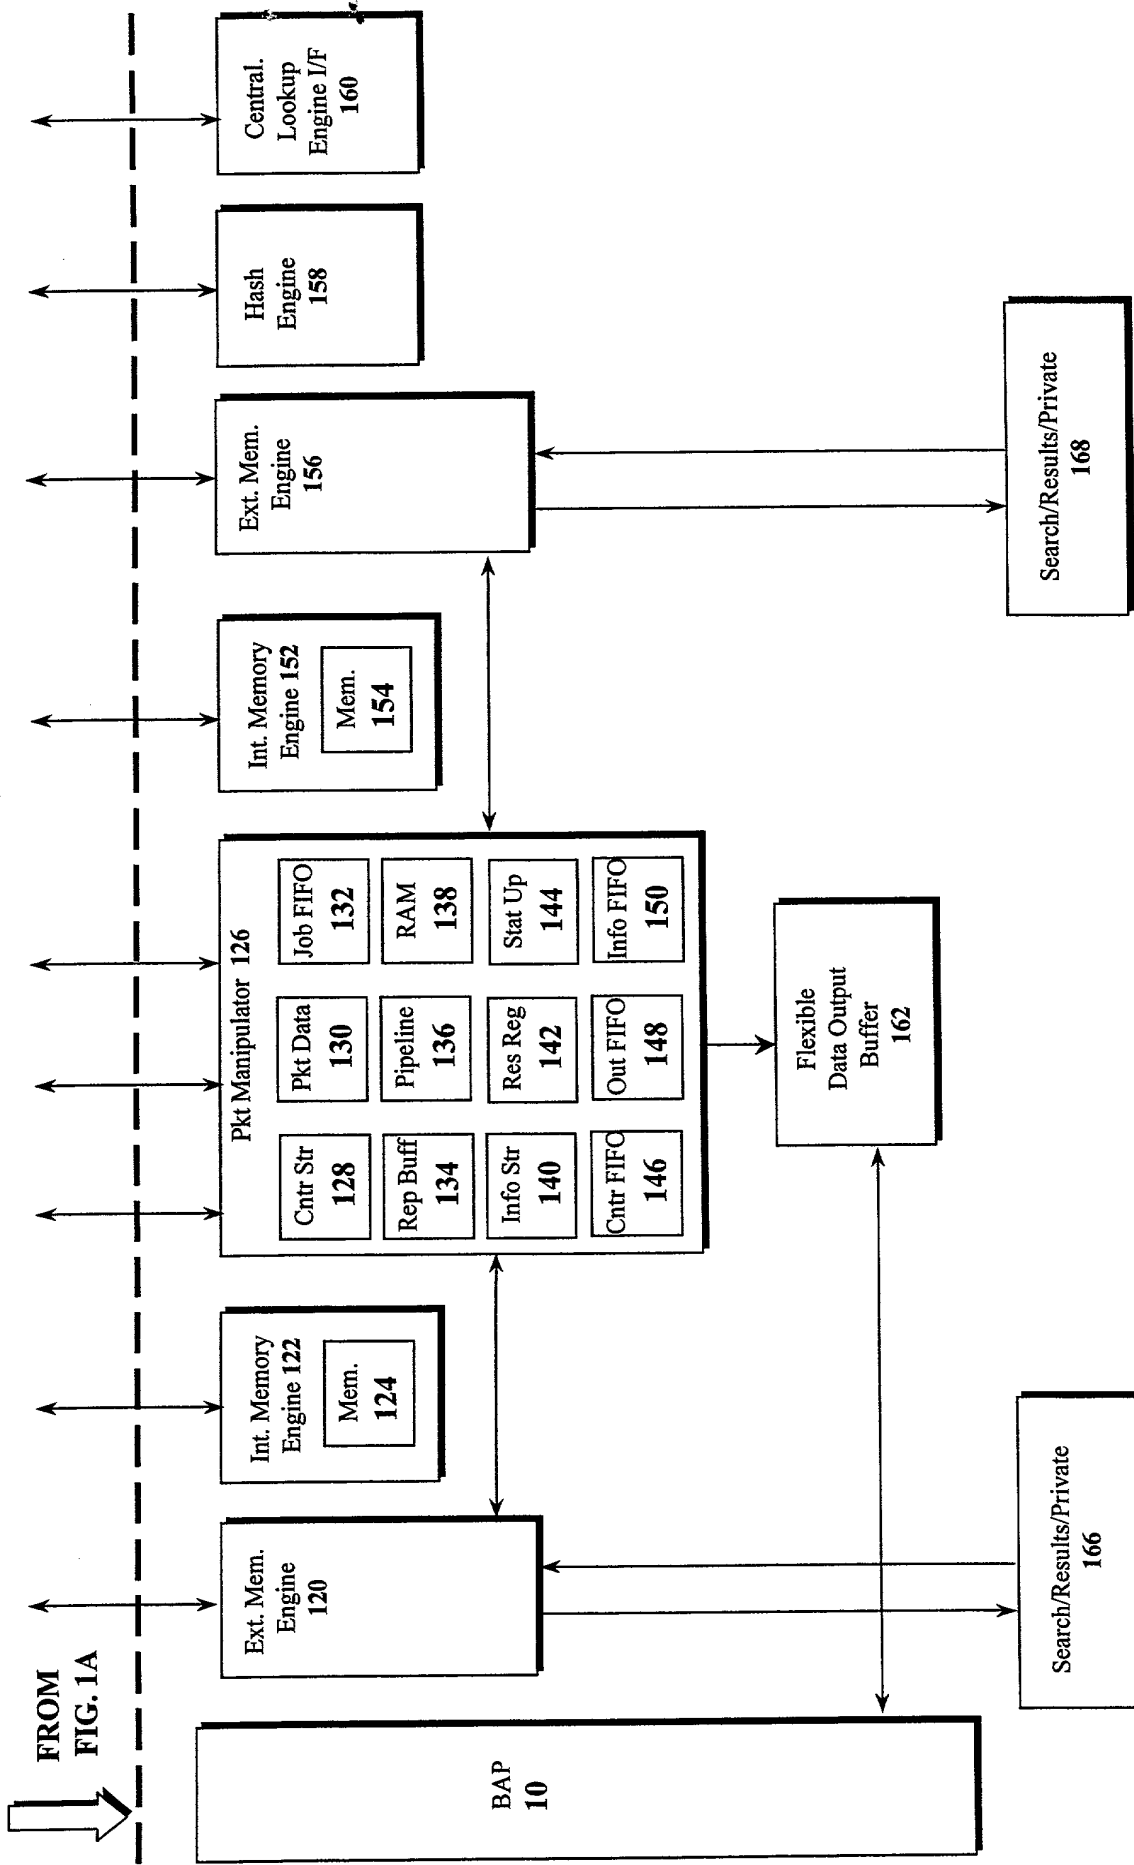 FROM
FIG. 1A
BAP
10
Ext. Mem.
Engine
120
Int. Memory
Engine 122
Mem.
124
Pkt Manipulator 126
Cntr Str
128
Pkt Data
130
Job FIFO
132
Rep Buff
134
Pipeline
136
RAM
138
Info Str
140
Res Reg
142
Stat Up
144
Cntr FIFO
146
Out FIFO
148
Info FIFO
150
Int. Memory
Engine 152
Mem.
154
Ext. Mem.
Engine
156
Hash
Engine
158
Central.
Lookup
Engine I/F
160
Flexible
Data Output
Buffer
162
Search/Results/Private
166
Search/Results/Private
168